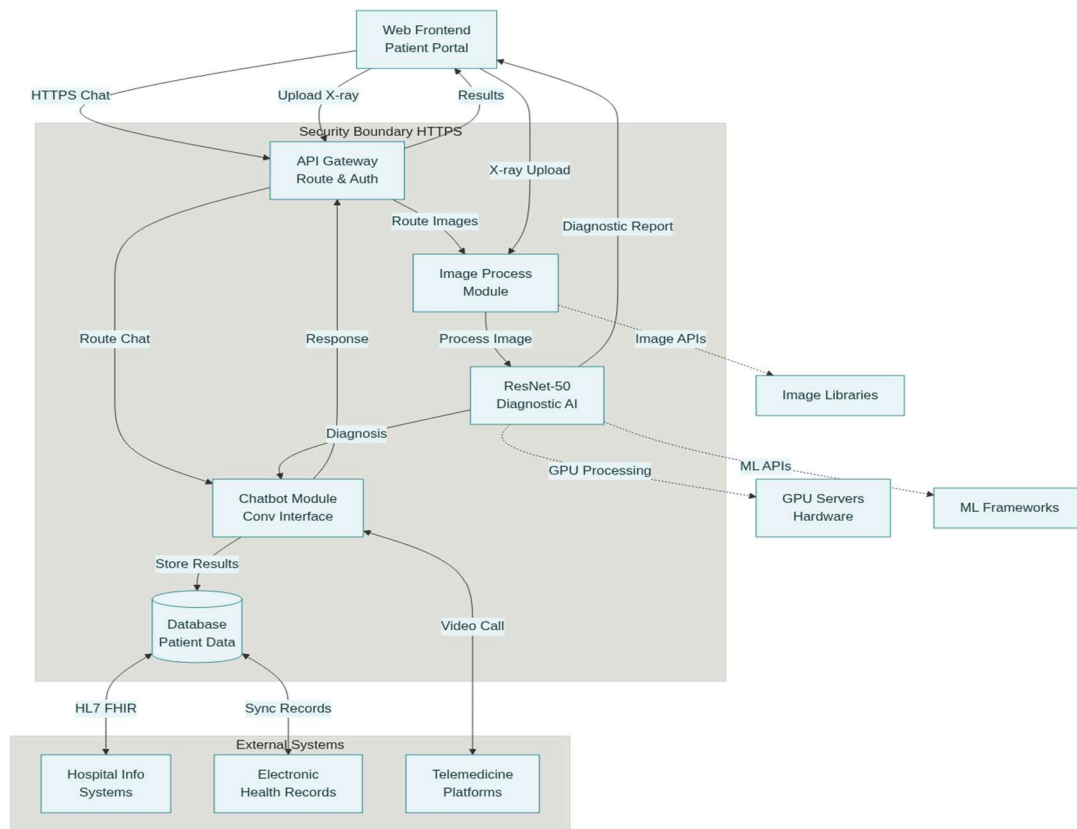 Web Frontend
Patient Portal
HTTPS Chat
Upload X-ray
Results
Security Boundary HTTPS
API Gateway
Route & Auth
X-ray Upload
Route Images
Diagnostic Report
Image Process
Module
Route Chat
Response
Process Image
Image APIs
ResNet-50
Diagnostic AI
Image Libraries
Diagnosis
GPU Processing
ML APIs
Chatbot Module
Conv Interface
GPU Servers
Hardware
ML Frameworks
Store Results
Database
Patient Data
Video Call
HL7 FHIR
Sync Records
External Systems
Hospital Info
Systems
Electronic
Health Records
Telemedicine
Platforms